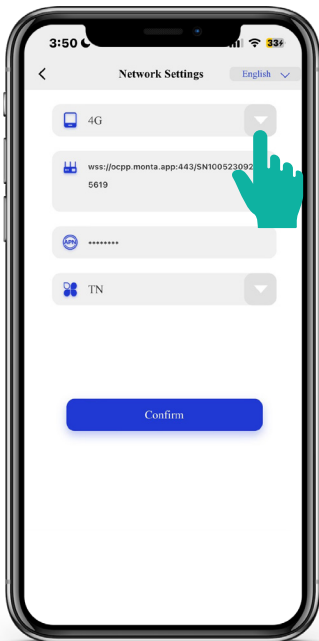 3:50
33
Network Settings
English
4G
wss://ocpp.monta.app:443/SN100523092
5619
APN ••••••••
TN
Confirm